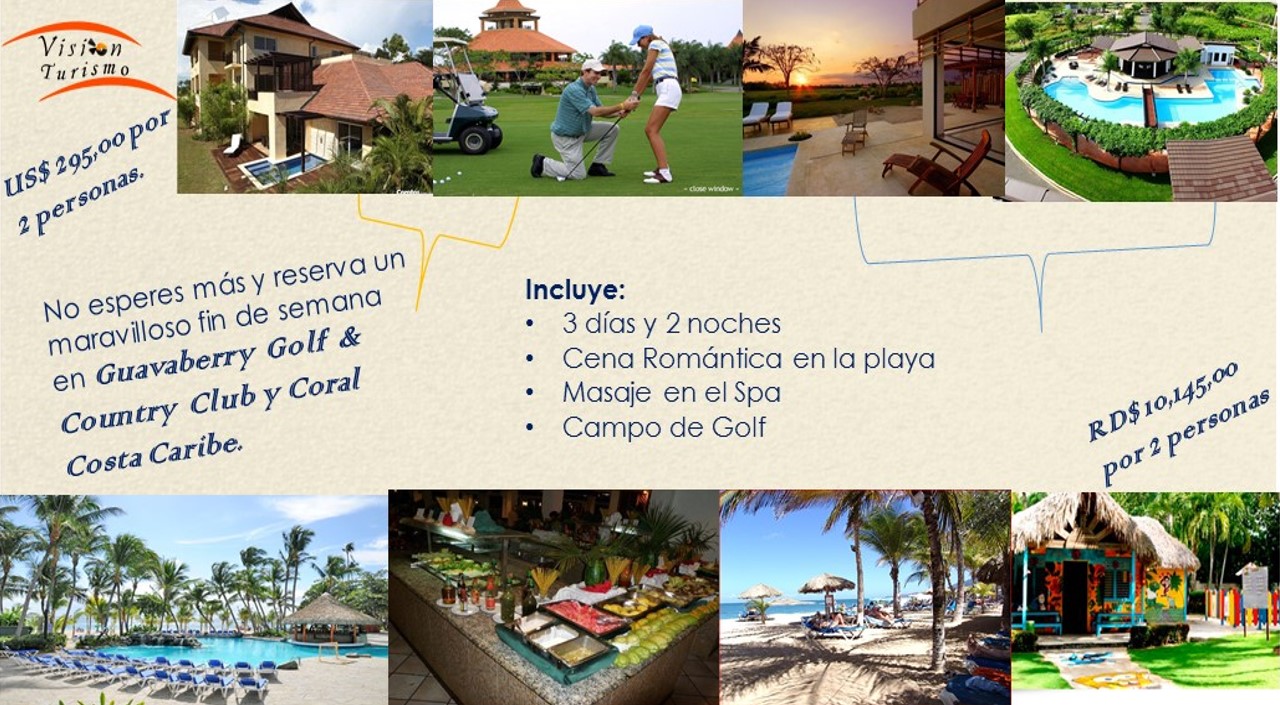 Visión
Turismo
US$ 295,00 por
2 personas.
~ close window ~
No esperes más y reserva un
maravilloso fin de semana
en Guavaberry Golf &
Country Club y Coral
Costa Caribe.
Incluye:
• 3 días y 2 noches
• Cena Romántica en la playa
• Masaje en el Spa
• Campo de Golf
RD$ 10,145,00
por 2 personas